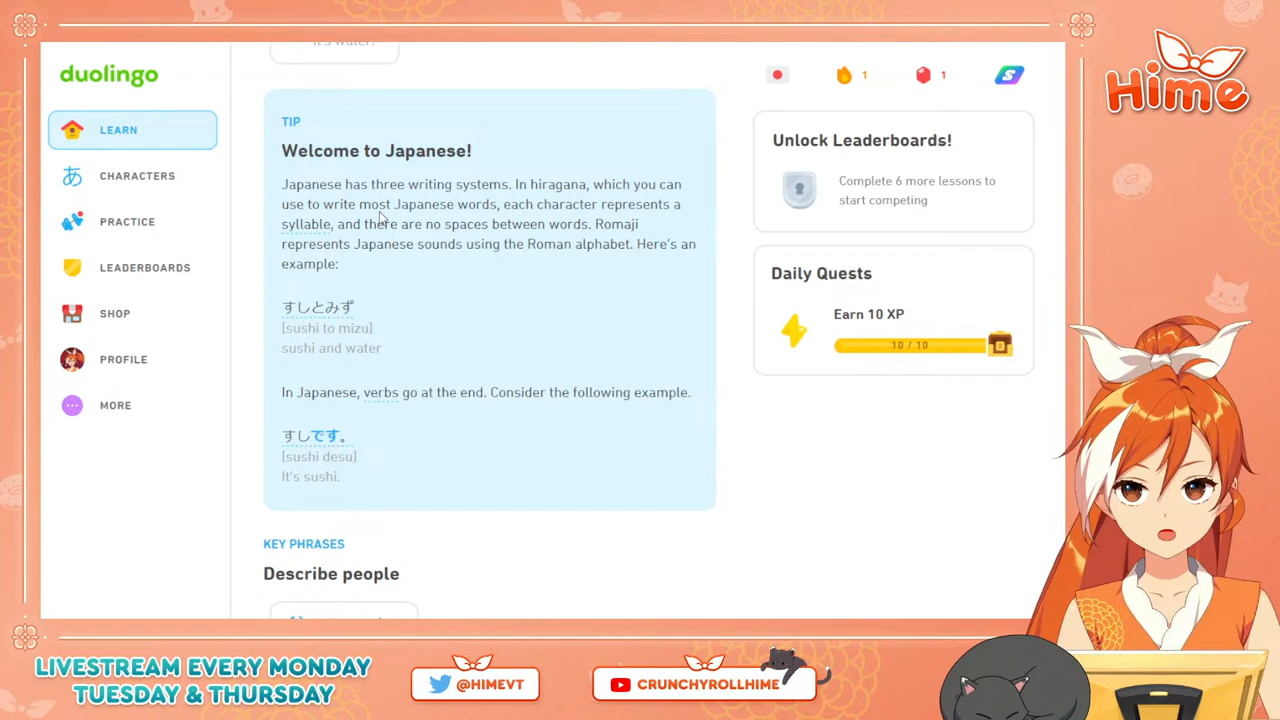 It's water.
duolingo
LEARN
CHARACTERS
PRACTICE
LEADERBOARDS
SHOP
PROFILE
MORE
TIP
Welcome to Japanese!
Japanese has three writing systems. In hiragana, which you can
use to write most Japanese words, each character represents a
syllable, and there are no spaces between words. Romaji
represents Japanese sounds using the Roman alphabet. Here's an
example:
すしとみず
[sushi to mizu]
sushi and water
In Japanese, verbs go at the end. Consider the following example.
すしです。
[sushi desu]
It's sushi.
KEY PHRASES
Describe people
1
1
S
Unlock Leaderboards!
Complete 6 more lessons to
start competing
Daily Quests
Earn 10 XP
10 / 10
Hime
LIVESTREAM EVERY MONDAY
TUESDAY & THURSDAY
@HIMEVT
CRUNCHYROLLHIME